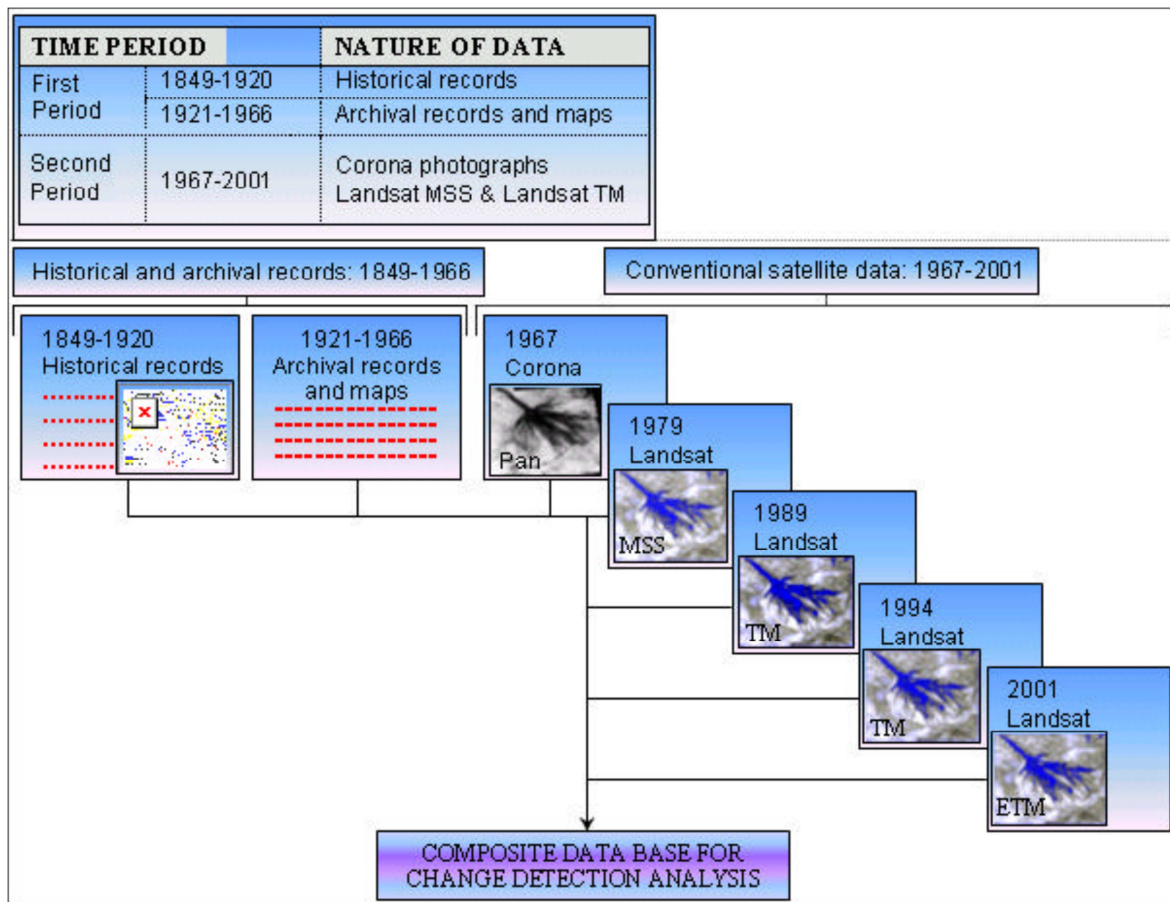 TIME PERIOD NATURE OF DATA
First Period 1849-1920 Historical records
1921-1966 Archival records and maps
Second Period 1967-2001 Corona photographs
Landsat MSS & Landsat TM
Historical and archival records: 1849-1966
Conventional satellite data: 1967-2001
1849-1920
Historical records
1921-1966
Archival records
and maps
1967
Corona
Pan
1979
Landsat
MSS
1989
Landsat
TM
1994
Landsat
TM
2001
Landsat
ETM
COMPOSITE DATA BASE FOR
CHANGE DETECTION ANALYSIS